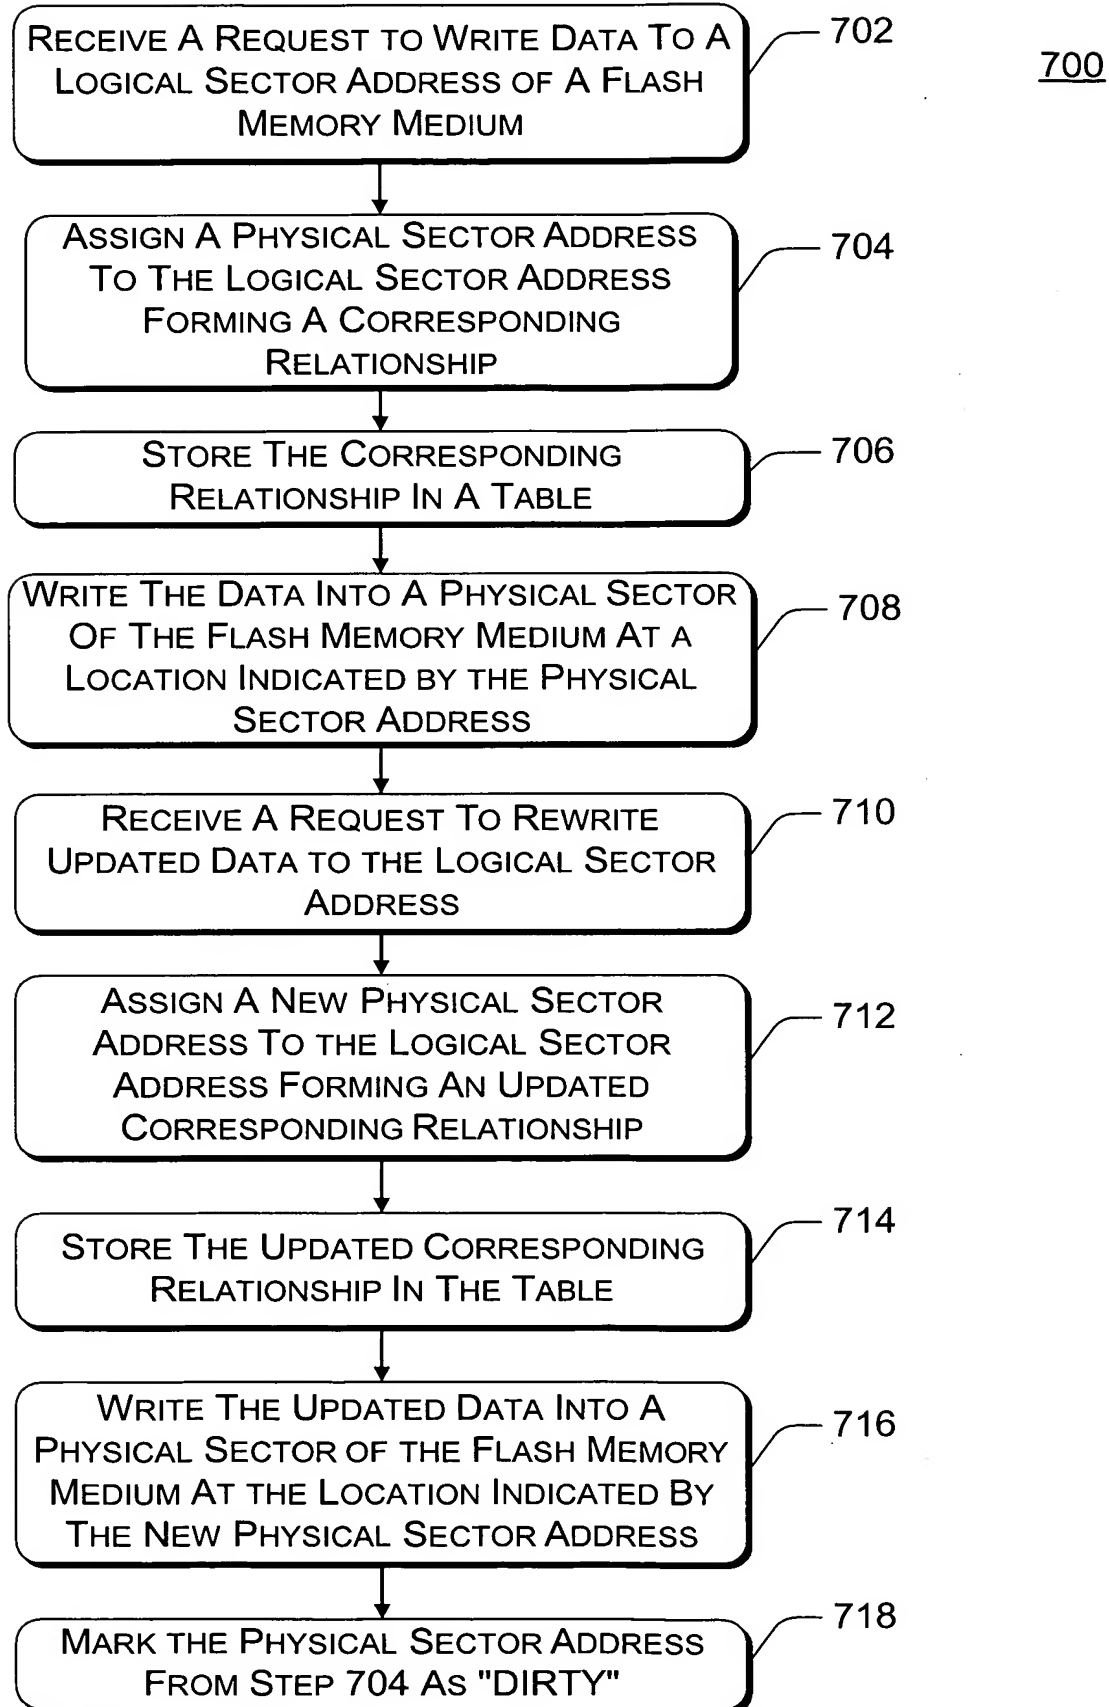 RECEIVE A REQUEST TO WRITE DATA TO A
LOGICAL SECTOR ADDRESS OF A FLASH
MEMORY MEDIUM
702
700
ASSIGN A PHYSICAL SECTOR ADDRESS
TO THE LOGICAL SECTOR ADDRESS
FORMING A CORRESPONDING
RELATIONSHIP
704
STORE THE CORRESPONDING
RELATIONSHIP IN A TABLE
706
WRITE THE DATA INTO A PHYSICAL SECTOR
OF THE FLASH MEMORY MEDIUM AT A
LOCATION INDICATED BY THE PHYSICAL
SECTOR ADDRESS
708
RECEIVE A REQUEST TO REWRITE
UPDATED DATA TO THE LOGICAL SECTOR
ADDRESS
710
ASSIGN A NEW PHYSICAL SECTOR
ADDRESS TO THE LOGICAL SECTOR
ADDRESS FORMING AN UPDATED
CORRESPONDING RELATIONSHIP
712
STORE THE UPDATED CORRESPONDING
RELATIONSHIP IN THE TABLE
714
WRITE THE UPDATED DATA INTO A
PHYSICAL SECTOR OF THE FLASH MEMORY
MEDIUM AT THE LOCATION INDICATED BY
THE NEW PHYSICAL SECTOR ADDRESS
716
MARK THE PHYSICAL SECTOR ADDRESS
FROM STEP 704 AS "DIRTY"
718